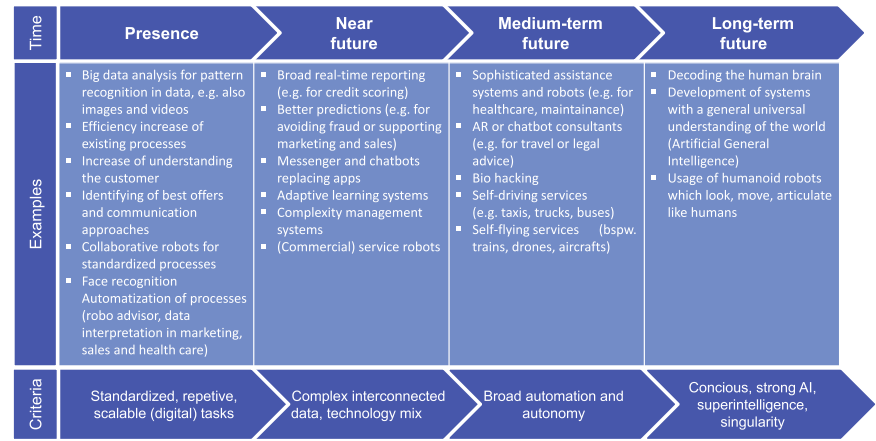 Time
Presence
Near
future
Medium-term
future
Long-term
future
Examples
▪ Big data analysis for pattern
recognition in data, e.g. also
images and videos
▪ Efficiency increase of
existing processes
▪ Increase of understanding
the customer
▪ Identifying of best offers
and communication
approaches
▪ Collaborative robots for
standardized processes
▪ Face recognition
Automatization of processes
(robo advisor, data
interpretation in marketing,
sales and health care)
▪ Broad real-time reporting
(e.g. for credit scoring)
▪ Better predictions (e.g. for
avoiding fraud or supporting
marketing and sales)
▪ Messenger and chatbots
replacing apps
▪ Adaptive learning systems
▪ Complexity management
systems
▪ (Commercial) service robots
▪ Sophisticated assistance
systems and robots (e.g. for
healthcare, maintainance)
▪ AR or chatbot consultants
(e.g. for travel or legal
advice)
▪ Bio hacking
▪ Self-driving services
(e.g. taxis, trucks, buses)
▪ Self-flying services (bspw.
trains, drones, aircrafts)
▪ Decoding the human brain
▪ Development of systems
with a general universal
understanding of the world
(Artificial General
Intelligence)
▪ Usage of humanoid robots
which look, move, articulate
like humans
Criteria
Standardized, repetive,
scalable (digital) tasks
Complex interconnected
data, technology mix
Broad automation and
autonomy
Concious, strong AI,
superintelligence,
singularity